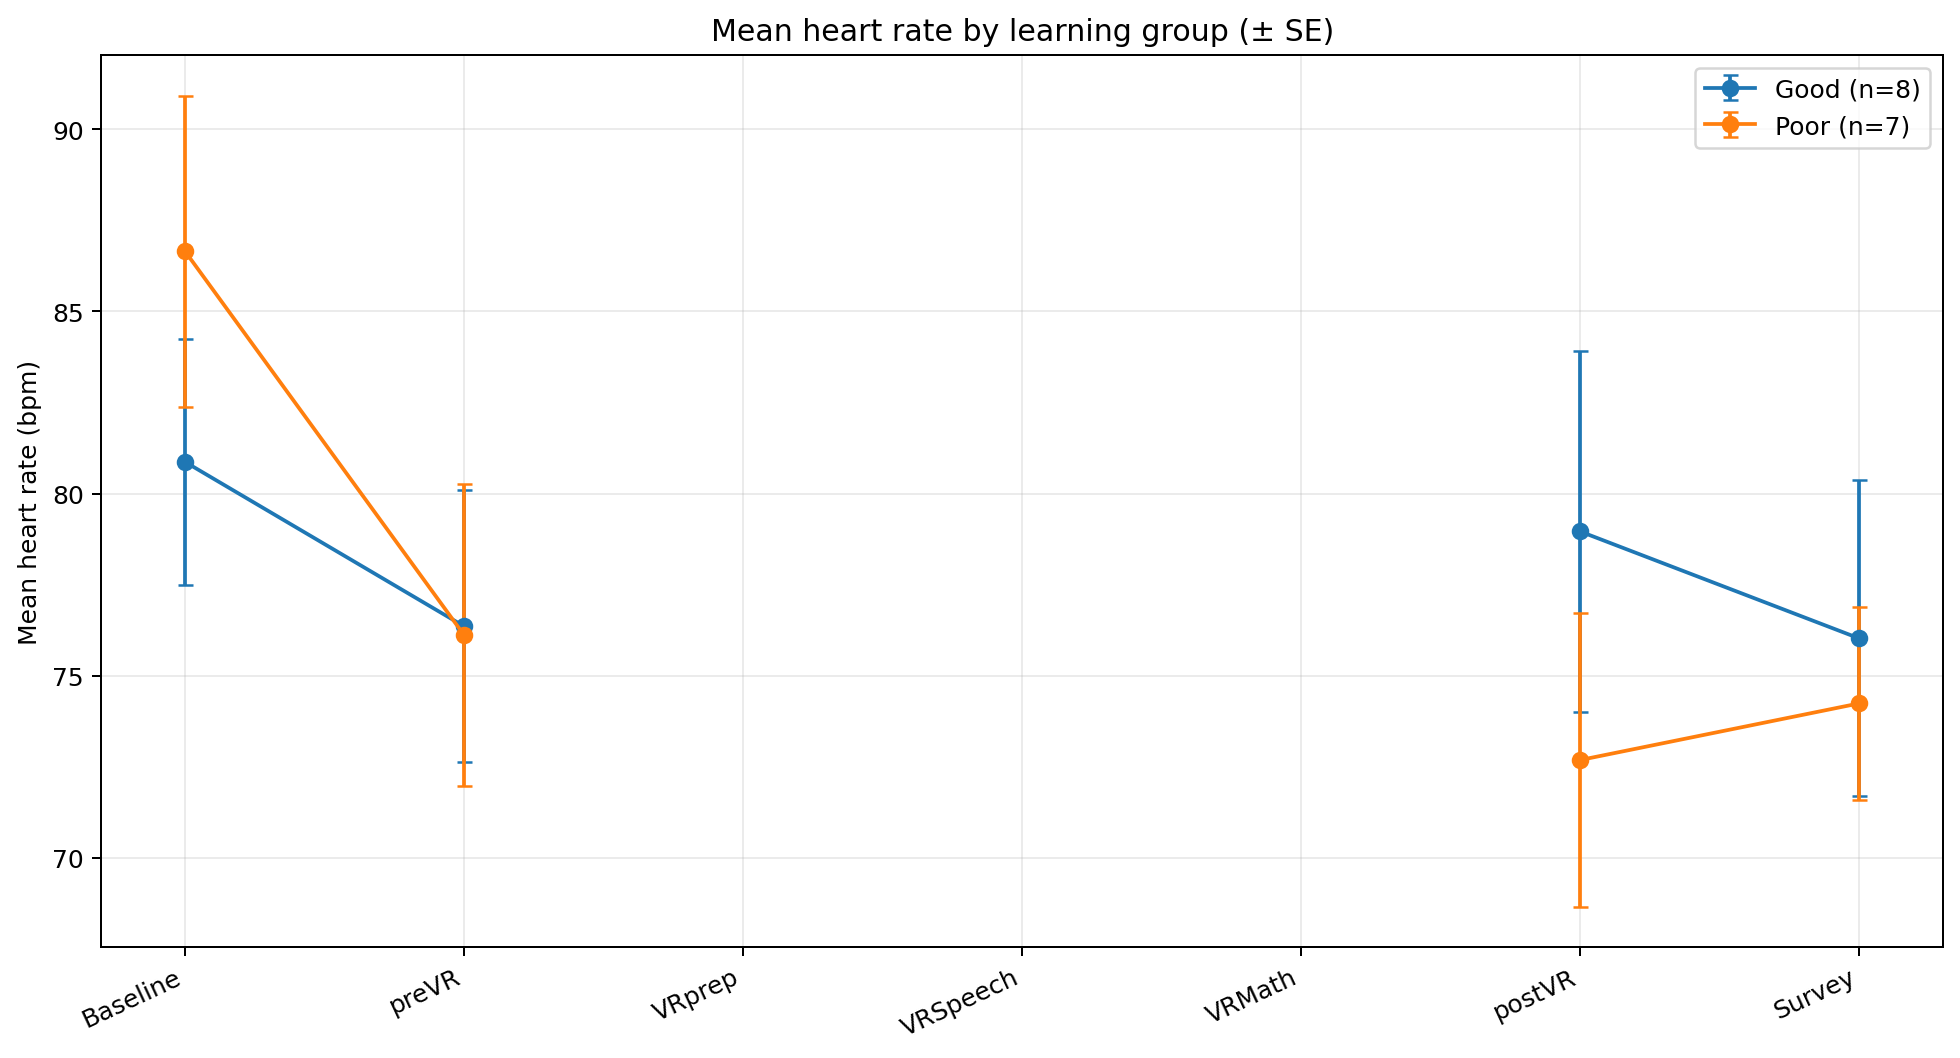 Mean heart rate by learning group (± SE)
Good (n=8)
Poor (n=7)
Mean heart rate (bpm)
90
85
80
75
70
Baseline
preVR
VRprep
VRSpeech
VRMath
postVR
Survey